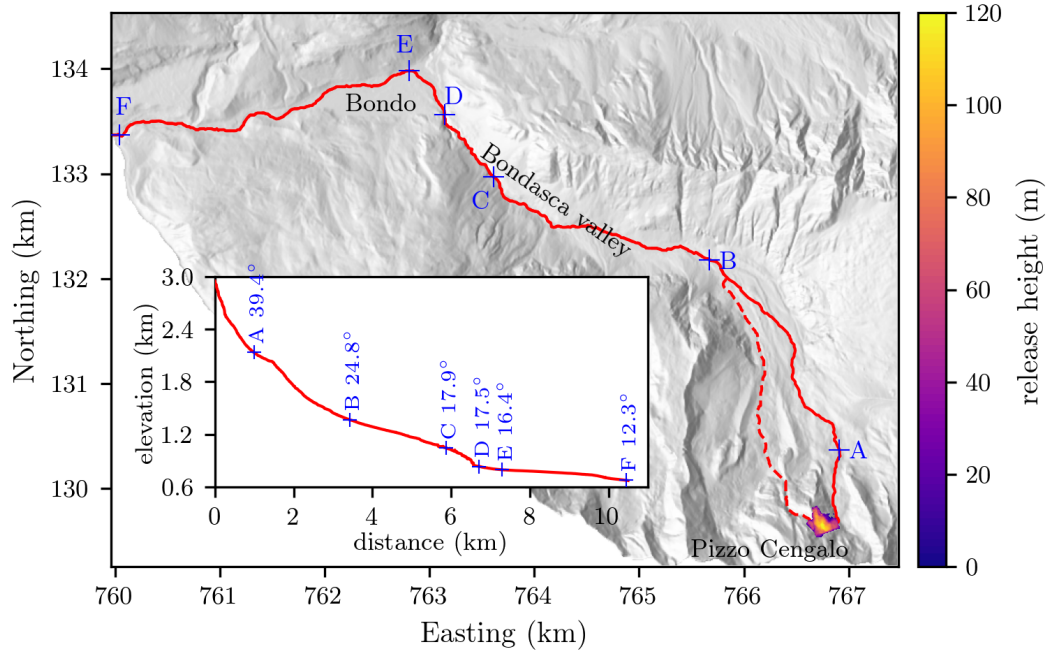 120
100
80
60
40
20
0
release height (m)
134
133
132
131
130
Northing (km)
760
761
762
763
764
765
766
767
Easting (km)
E
F
D
Bondo
C
Bondasca valley
B
A
Pizzo Cengalo
3.0
2.4
1.8
1.2
0.6
elevation (km)
0
2
4
6
8
10
distance (km)
A 39.4°
B 24.8°
C 17.9°
D 17.5°
E 16.4°
F 12.3°